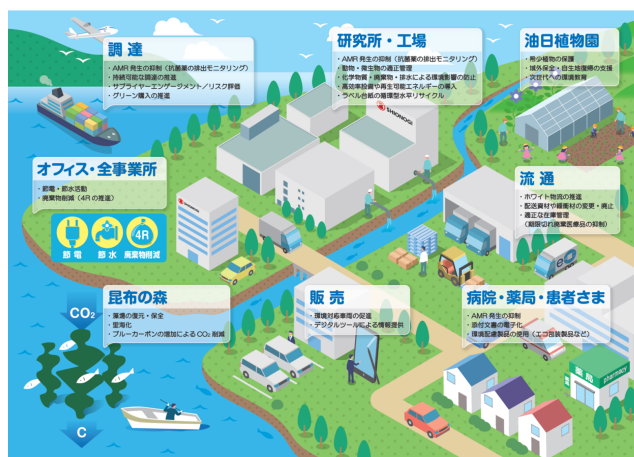 調達
・AMR 発生の抑制（抗菌薬の排出モニタリング）
・持続可能な調達の推進
・サプライヤーエンゲージメント／リスク評価
・グリーン購入の推進
研究所・工場
・AMR 発生の抑制（抗菌薬の排出モニタリング）
・動物・微生物の適正管理
・化学物質・廃棄物・排水による環境影響の防止
・高効率設備や再生可能エネルギーの導入
・ラベル台紙の循環型水平リサイクル
油日植物園
・希少植物の保護
・域外保全・自生地復帰の支援
・次世代への環境教育
SHIONOGI
オフィス・全事業所
・節電・節水活動
・廃棄物削減（4Rの推進）
4R
節電
節水
廃棄物削減
流通
・ホワイト物流の推進
・配送資材や緩衝材の変更・廃止
・適正な在庫管理
（期限切れ廃棄医療品の抑制）
eco
昆布の森
・藻場の復元・保全
・里海化
・ブルーカーボンの増加によるCO₂ 削減
CO₂
C
販売
・環境対応車両の促進
・デジタルツールによる情報提供
病院・薬局・患者さま
・AMR 発生の抑制
・添付文書の電子化
・環境配慮製品の使用（エコ包装製品など）
薬局
pharmacy